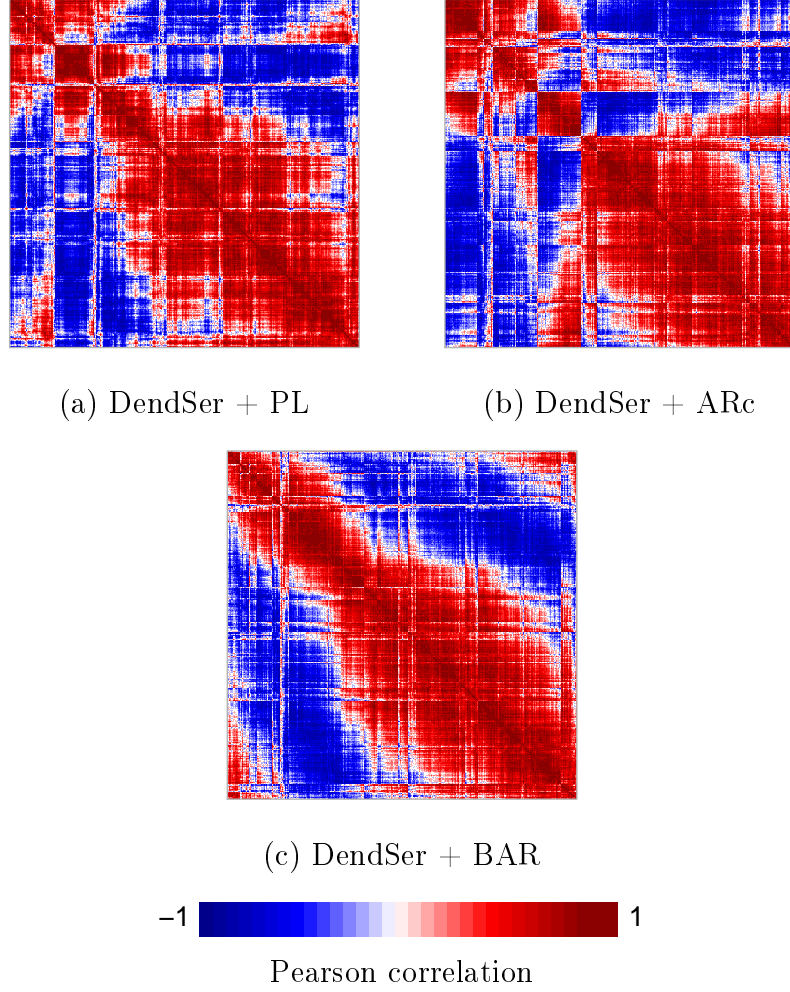 (a) DendSer + PL
(b) DendSer + ARc
(c) DendSer + BAR
−1
1
Pearson correlation